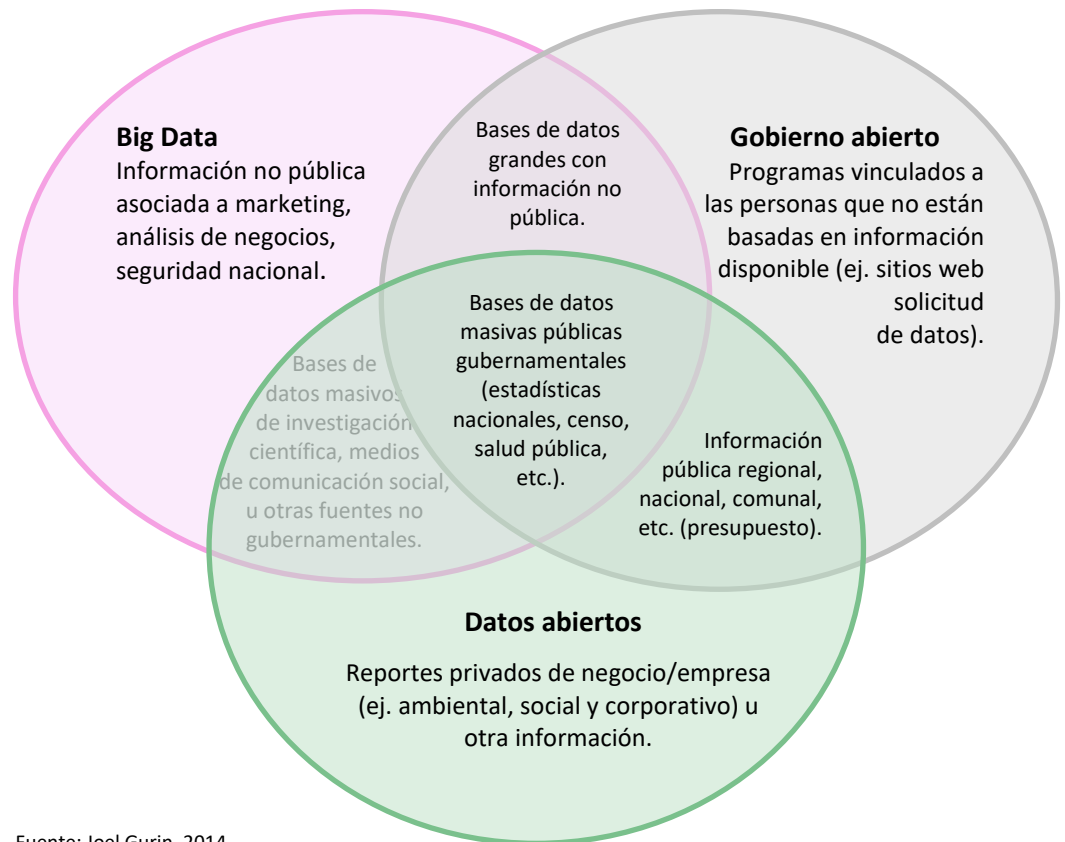 Big Data
Información no pública
asociada a marketing,
análisis de negocios,
seguridad nacional.
Bases de datos
grandes con
información no
pública.
Gobierno abierto
Programas vinculados a
las personas que no están
basadas en información
disponible (ej. sitios web
solicitud
de datos).
Bases de
datos masivos
de investigación
científica, medios
de comunicación social,
u otras fuentes no
gubernamentales.
Bases de datos
masivas públicas
gubernamentales
(estadísticas
nacionales, censo,
salud pública,
etc.).
Información
pública regional,
nacional, comunal,
etc. (presupuesto).
Datos abiertos
Reportes privados de negocio/empresa
(ej. ambiental, social y corporativo) u
otra información.
Fuente: Joel Gurin, 2014